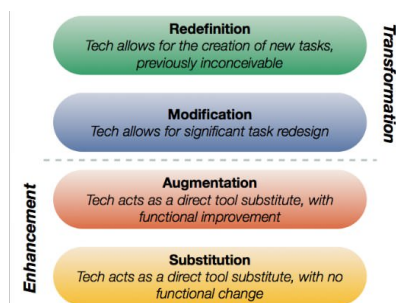 Redefinition
Tech allows for the creation of new tasks,
previously inconceivable
Transformation
Modification
Tech allows for significant task redesign
Enhancement
Augmentation
Tech acts as a direct tool substitute, with
functional improvement
Substitution
Tech acts as a direct tool substitute, with no
functional change